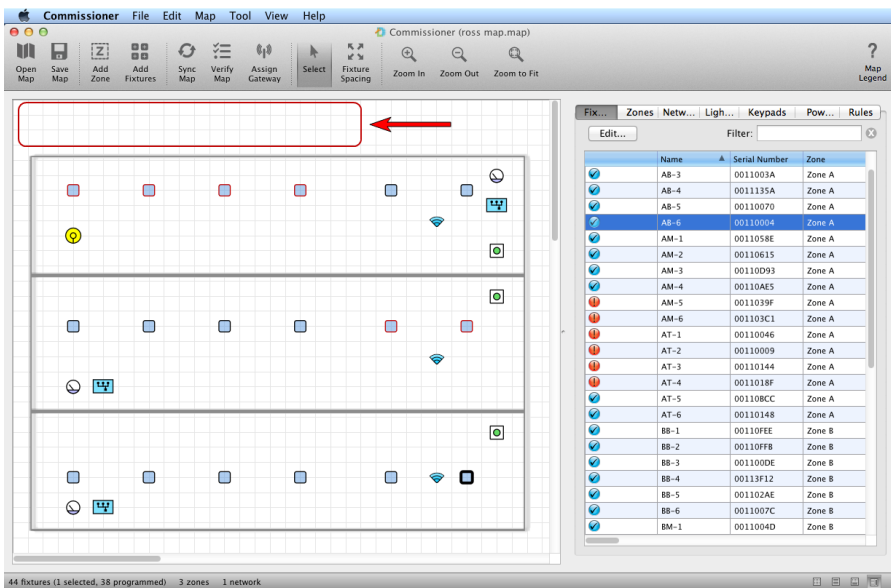 Commissioner File Edit Map Tool View Help
Commissioner (ross map.map)
Open Map
Save Map
Add Zone
Add Fixtures
Sync Map
Verify Map
Assign Gateway
Select
Fixture Spacing
Zoom In
Zoom Out
Zoom to Fit
?
Map Legend
Fix... Zones Netw... Ligh... Keypads Pow... Rules
Edit... Filter:
Name Serial Number Zone
AB-3 0011003A Zone A
AB-4 0011135A Zone A
AB-5 00110070 Zone A
AB-6 00110004 Zone A
AM-1 0011058E Zone A
AM-2 00110615 Zone A
AM-3 00110D93 Zone A
AM-4 00110AE5 Zone A
AM-5 0011039F Zone A
AM-6 001103C1 Zone A
AT-1 00110046 Zone A
AT-2 00110009 Zone A
AT-3 00110144 Zone A
AT-4 0011018F Zone A
AT-5 00110BCC Zone A
AT-6 00110148 Zone A
BB-1 00110FEE Zone B
BB-2 00110FFB Zone B
BB-3 001100DE Zone B
BB-4 00113F12 Zone B
BB-5 001102AE Zone B
BB-6 0011007C Zone B
BM-1 0011004D Zone B
44 fixtures (1 selected, 38 programmed) 3 zones 1 network